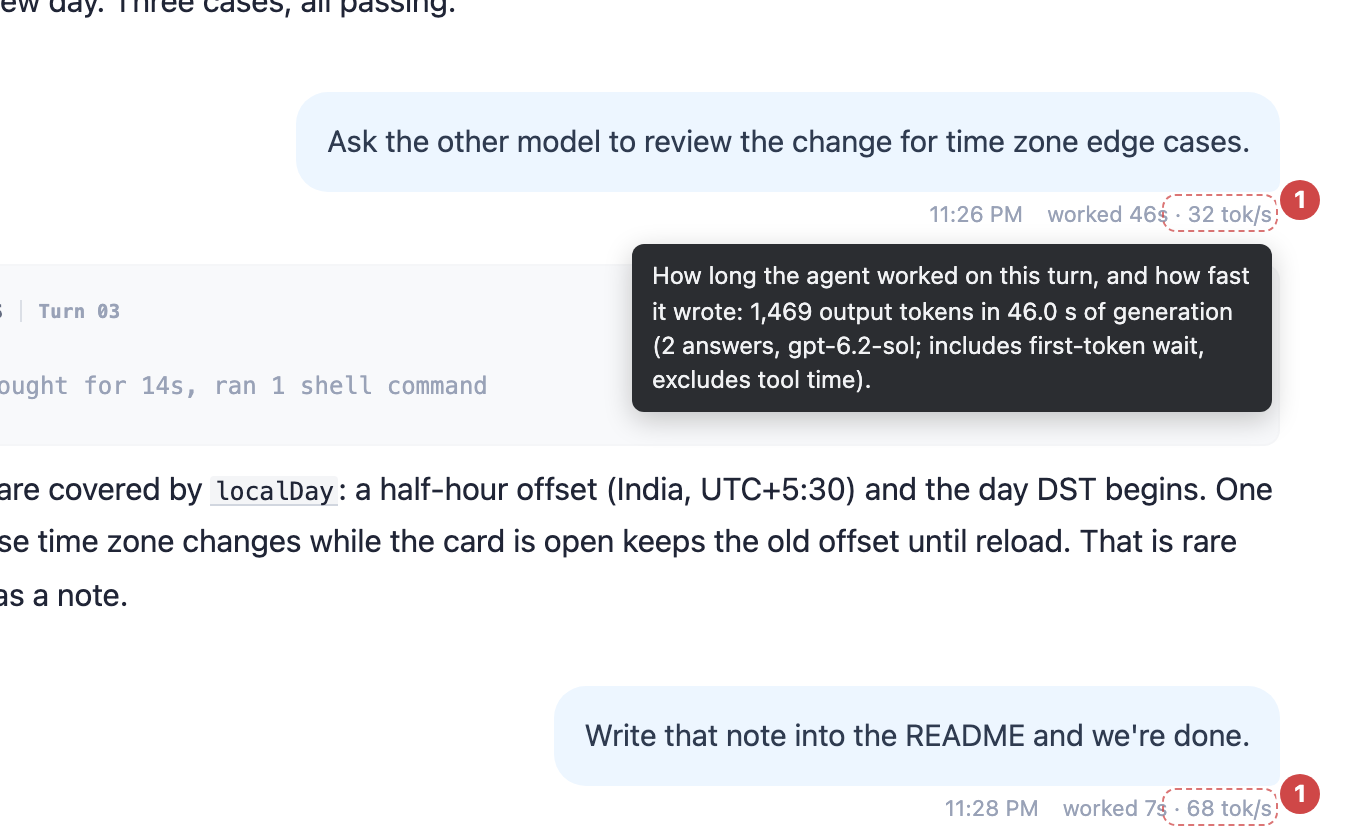 ew day. Three cases, all passing.
Ask the other model to review the change for time zone edge cases.
11:26 PM worked 46s · 32 tok/s
1
How long the agent worked on this turn, and how fast
it wrote: 1,469 output tokens in 46.0 s of generation
(2 answers, gpt-6.2-sol; includes first-token wait,
excludes tool time).
Turn 03
ought for 14s, ran 1 shell command
are covered by localDay: a half-hour offset (India, UTC+5:30) and the day DST begins. One
se time zone changes while the card is open keeps the old offset until reload. That is rare
as a note.
Write that note into the README and we're done.
11:28 PM worked 7s · 68 tok/s
1